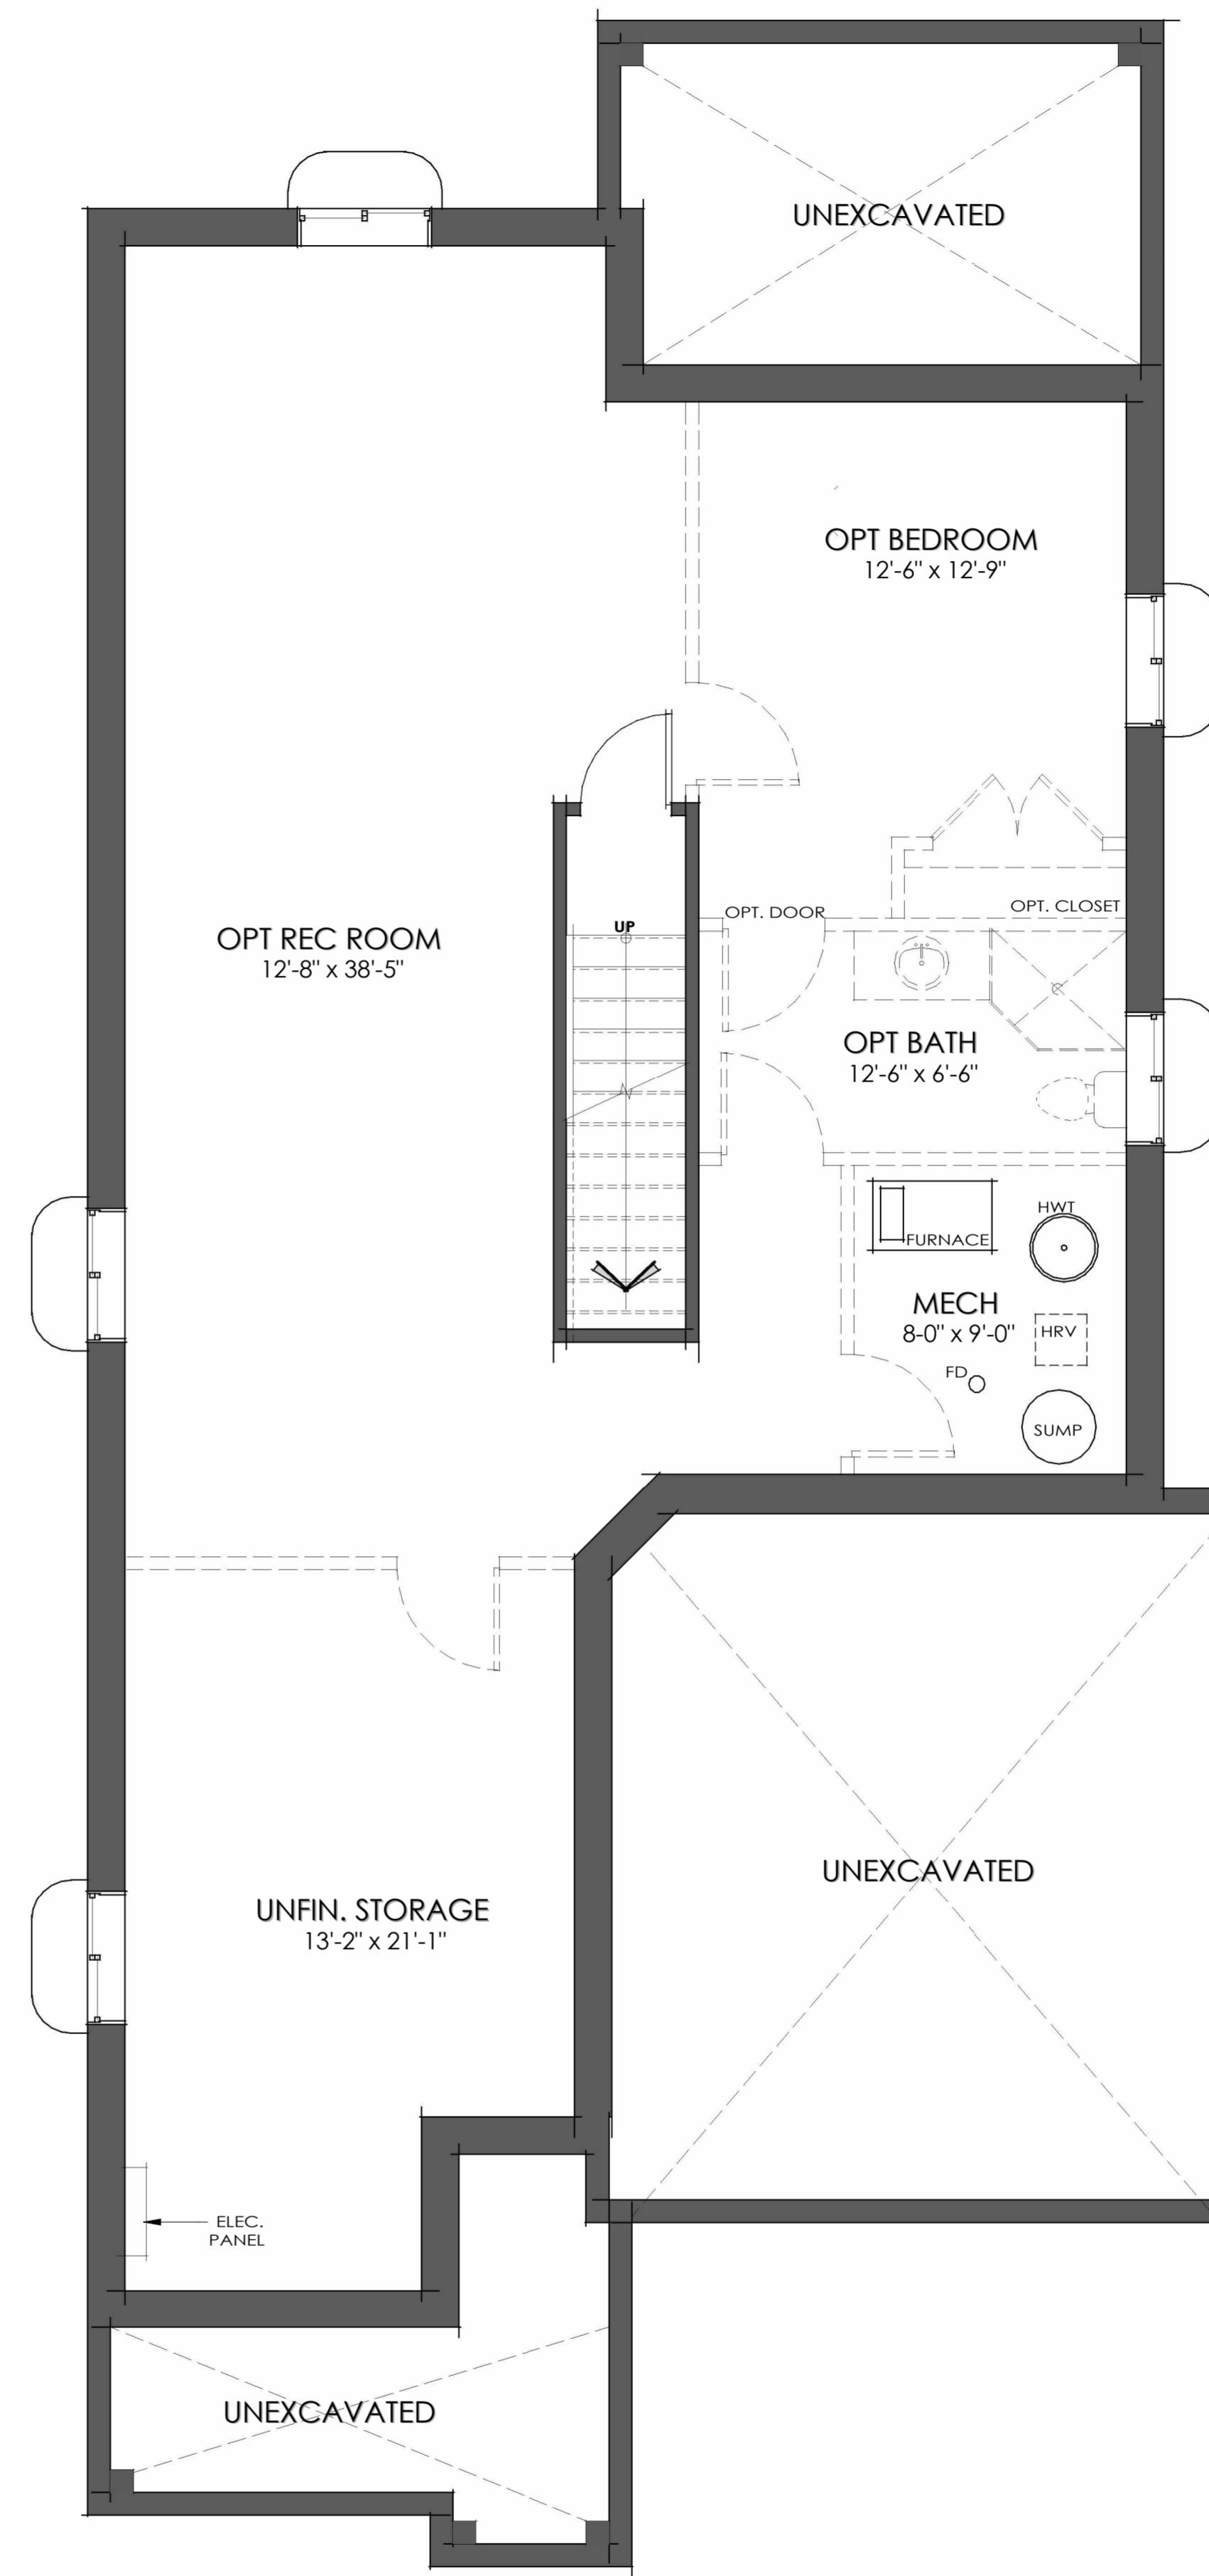 UNEXCAVATED
OPT BEDROOM
12'-6" x 12'-9"
OPT. DOOR
OPT. CLOSET
UP
OPT REC ROOM
12'-8" x 38'-5"
OPT BATH
12'-6" x 6'-6"
HWT
FURNACE
MECH
8-0" x 9'-0"
HRV
FD
SUMP
UNEXCAVATED
UNFIN. STORAGE
13'-2" x 21'-1"
ELEC.
PANEL
UNEXCAVATED